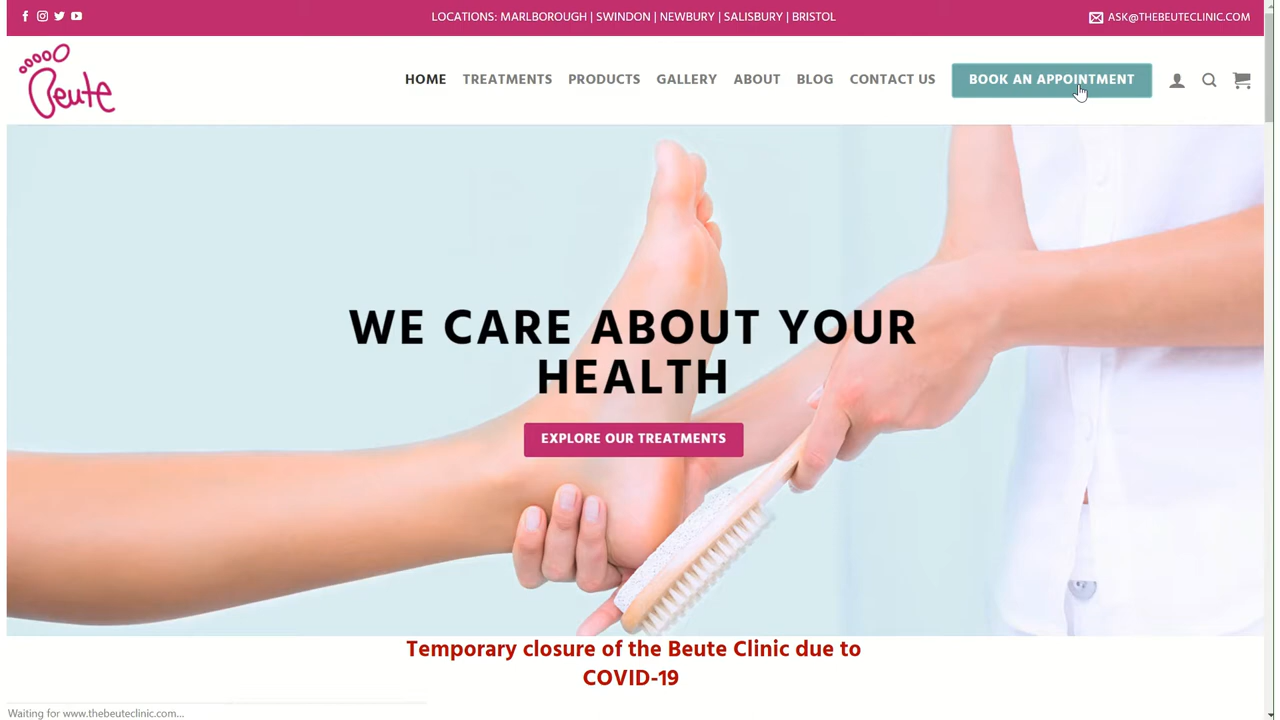 LOCATIONS: MARLBOROUGH | SWINDON | NEWBURY | SALISBURY | BRISTOL
ASK@THEBEUTECLINIC.COM
Beute
HOME
TREATMENTS
PRODUCTS
GALLERY
ABOUT
BLOG
CONTACT US
BOOK AN APPOINTMENT
WE CARE ABOUT YOUR
HEALTH
EXPLORE OUR TREATMENTS
Temporary closure of the Beute Clinic due to
COVID-19
Waiting for www.thebeuteclinic.com...